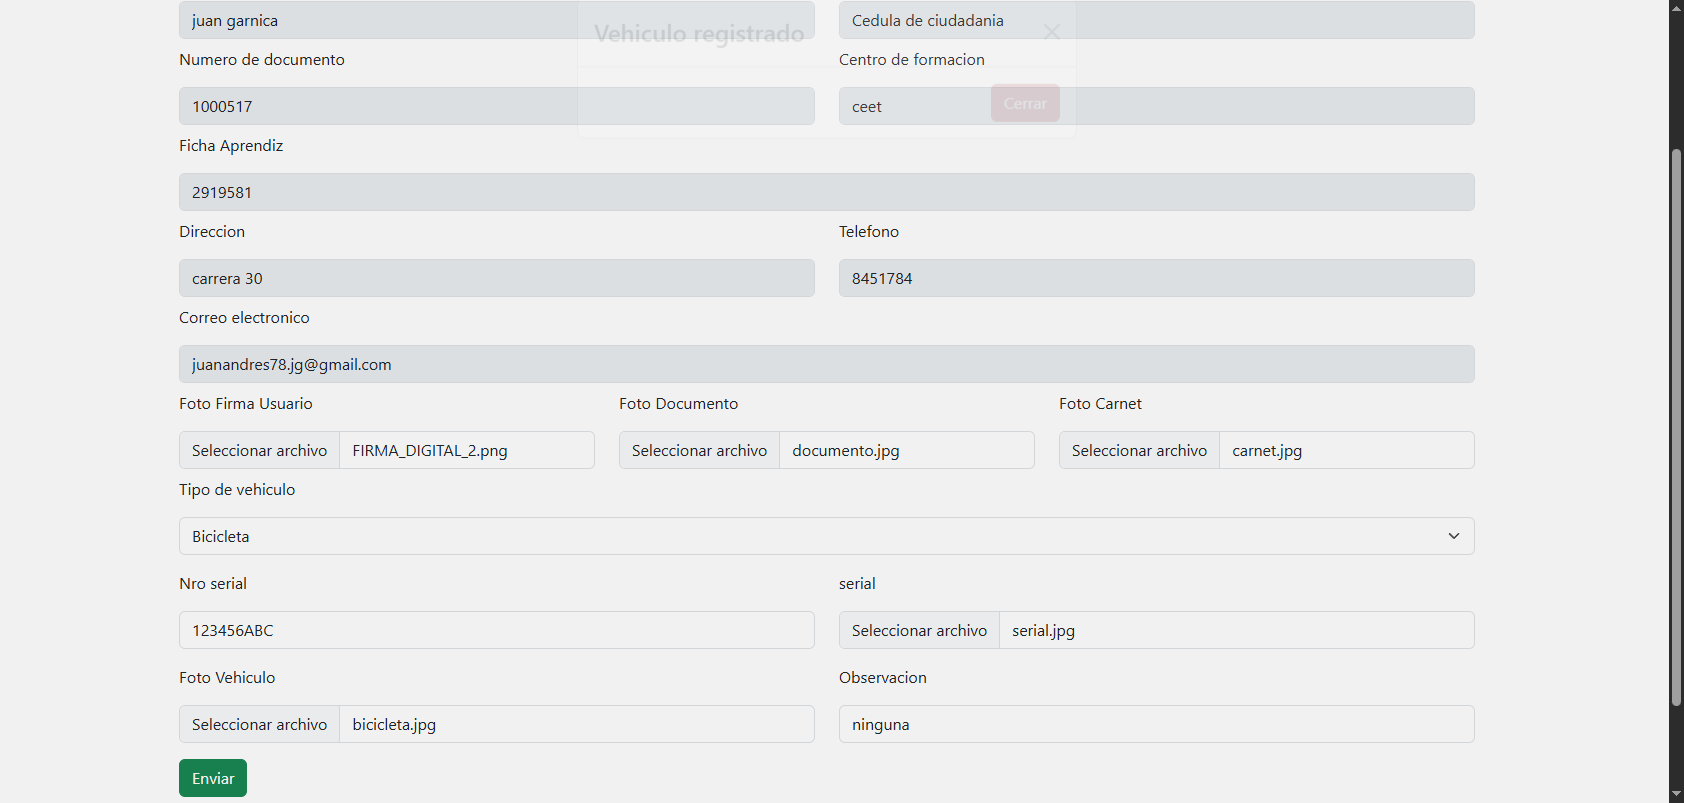 juan garnica
Cedula de ciudadania
Vehiculo registrado
Numero de documento
Centro de formacion
1000517
ceet
Cerrar
Ficha Aprendiz
2919581
Direccion
Telefono
carrera 30
8451784
Correo electronico
juanandres78.jg@gmail.com
Foto Firma Usuario
Foto Documento
Foto Carnet
Seleccionar archivo FIRMA_DIGITAL_2.png
Seleccionar archivo documento.jpg
Seleccionar archivo carnet.jpg
Tipo de vehiculo
Bicicleta
Nro serial
serial
123456ABC
Seleccionar archivo serial.jpg
Foto Vehiculo
Observacion
Seleccionar archivo bicicleta.jpg
ninguna
Enviar